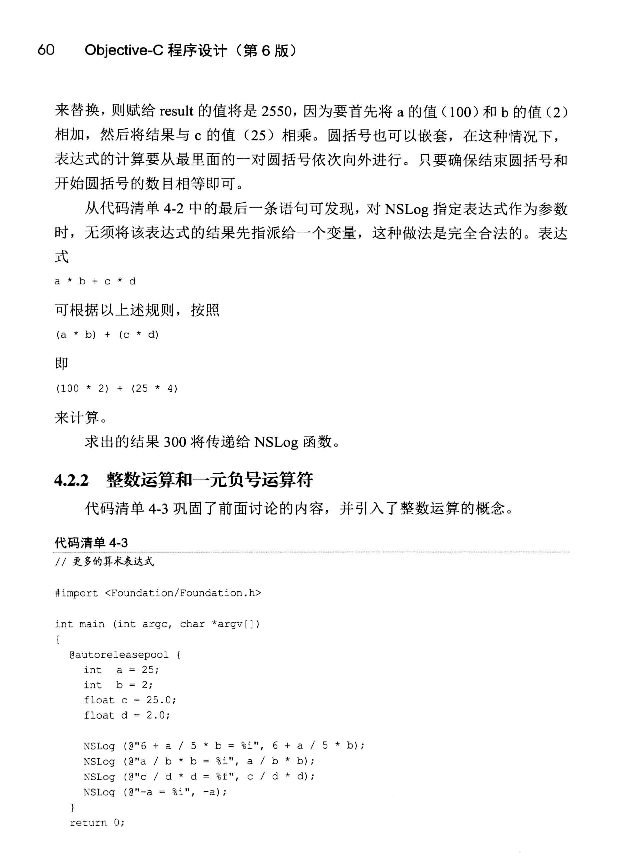 60 Objective-C 程序设计（第 6 版）
来替换，则赋给 result 的值将是 2550，因为要首先将 a 的值（100）和 b 的值（2）
相加，然后将结果与 c 的值（25）相乘。圆括号也可以嵌套，在这种情况下，
表达式的计算要从最里面的一对圆括号依次向外进行。只要确保结束圆括号和
开始圆括号的数目相等即可。
从代码清单 4-2 中的最后一条语句可发现，对 NSLog 指定表达式作为参数
时，无须将该表达式的结果先指派给一个变量，这种做法是完全合法的。表达
式
a * b + c * d
可根据以上述规则，按照
(a * b) + (c * d)
即
(100 * 2) + (25 * 4)
来计算。
求出的结果 300 将传递给 NSLog 函数。
4.2.2 整数运算和一元负号运算符
代码清单 4-3 巩固了前面讨论的内容，并引入了整数运算的概念。
代码清单 4-3
// 更多的算术表达式
#import <Foundation/Foundation.h>
int main (int argc, char *argv[])
{
@autoreleasepool {
int a = 25;
int b = 2;
float c = 25.0;
float d = 2.0;
NSLog (@"6 + a / 5 * b = %i", 6 + a / 5 * b);
NSLog (@"a / b * b = %i", a / b * b);
NSLog (@"c / d * d = %f", c / d * d);
NSLog (@"-a = %i", -a);
}
return 0;